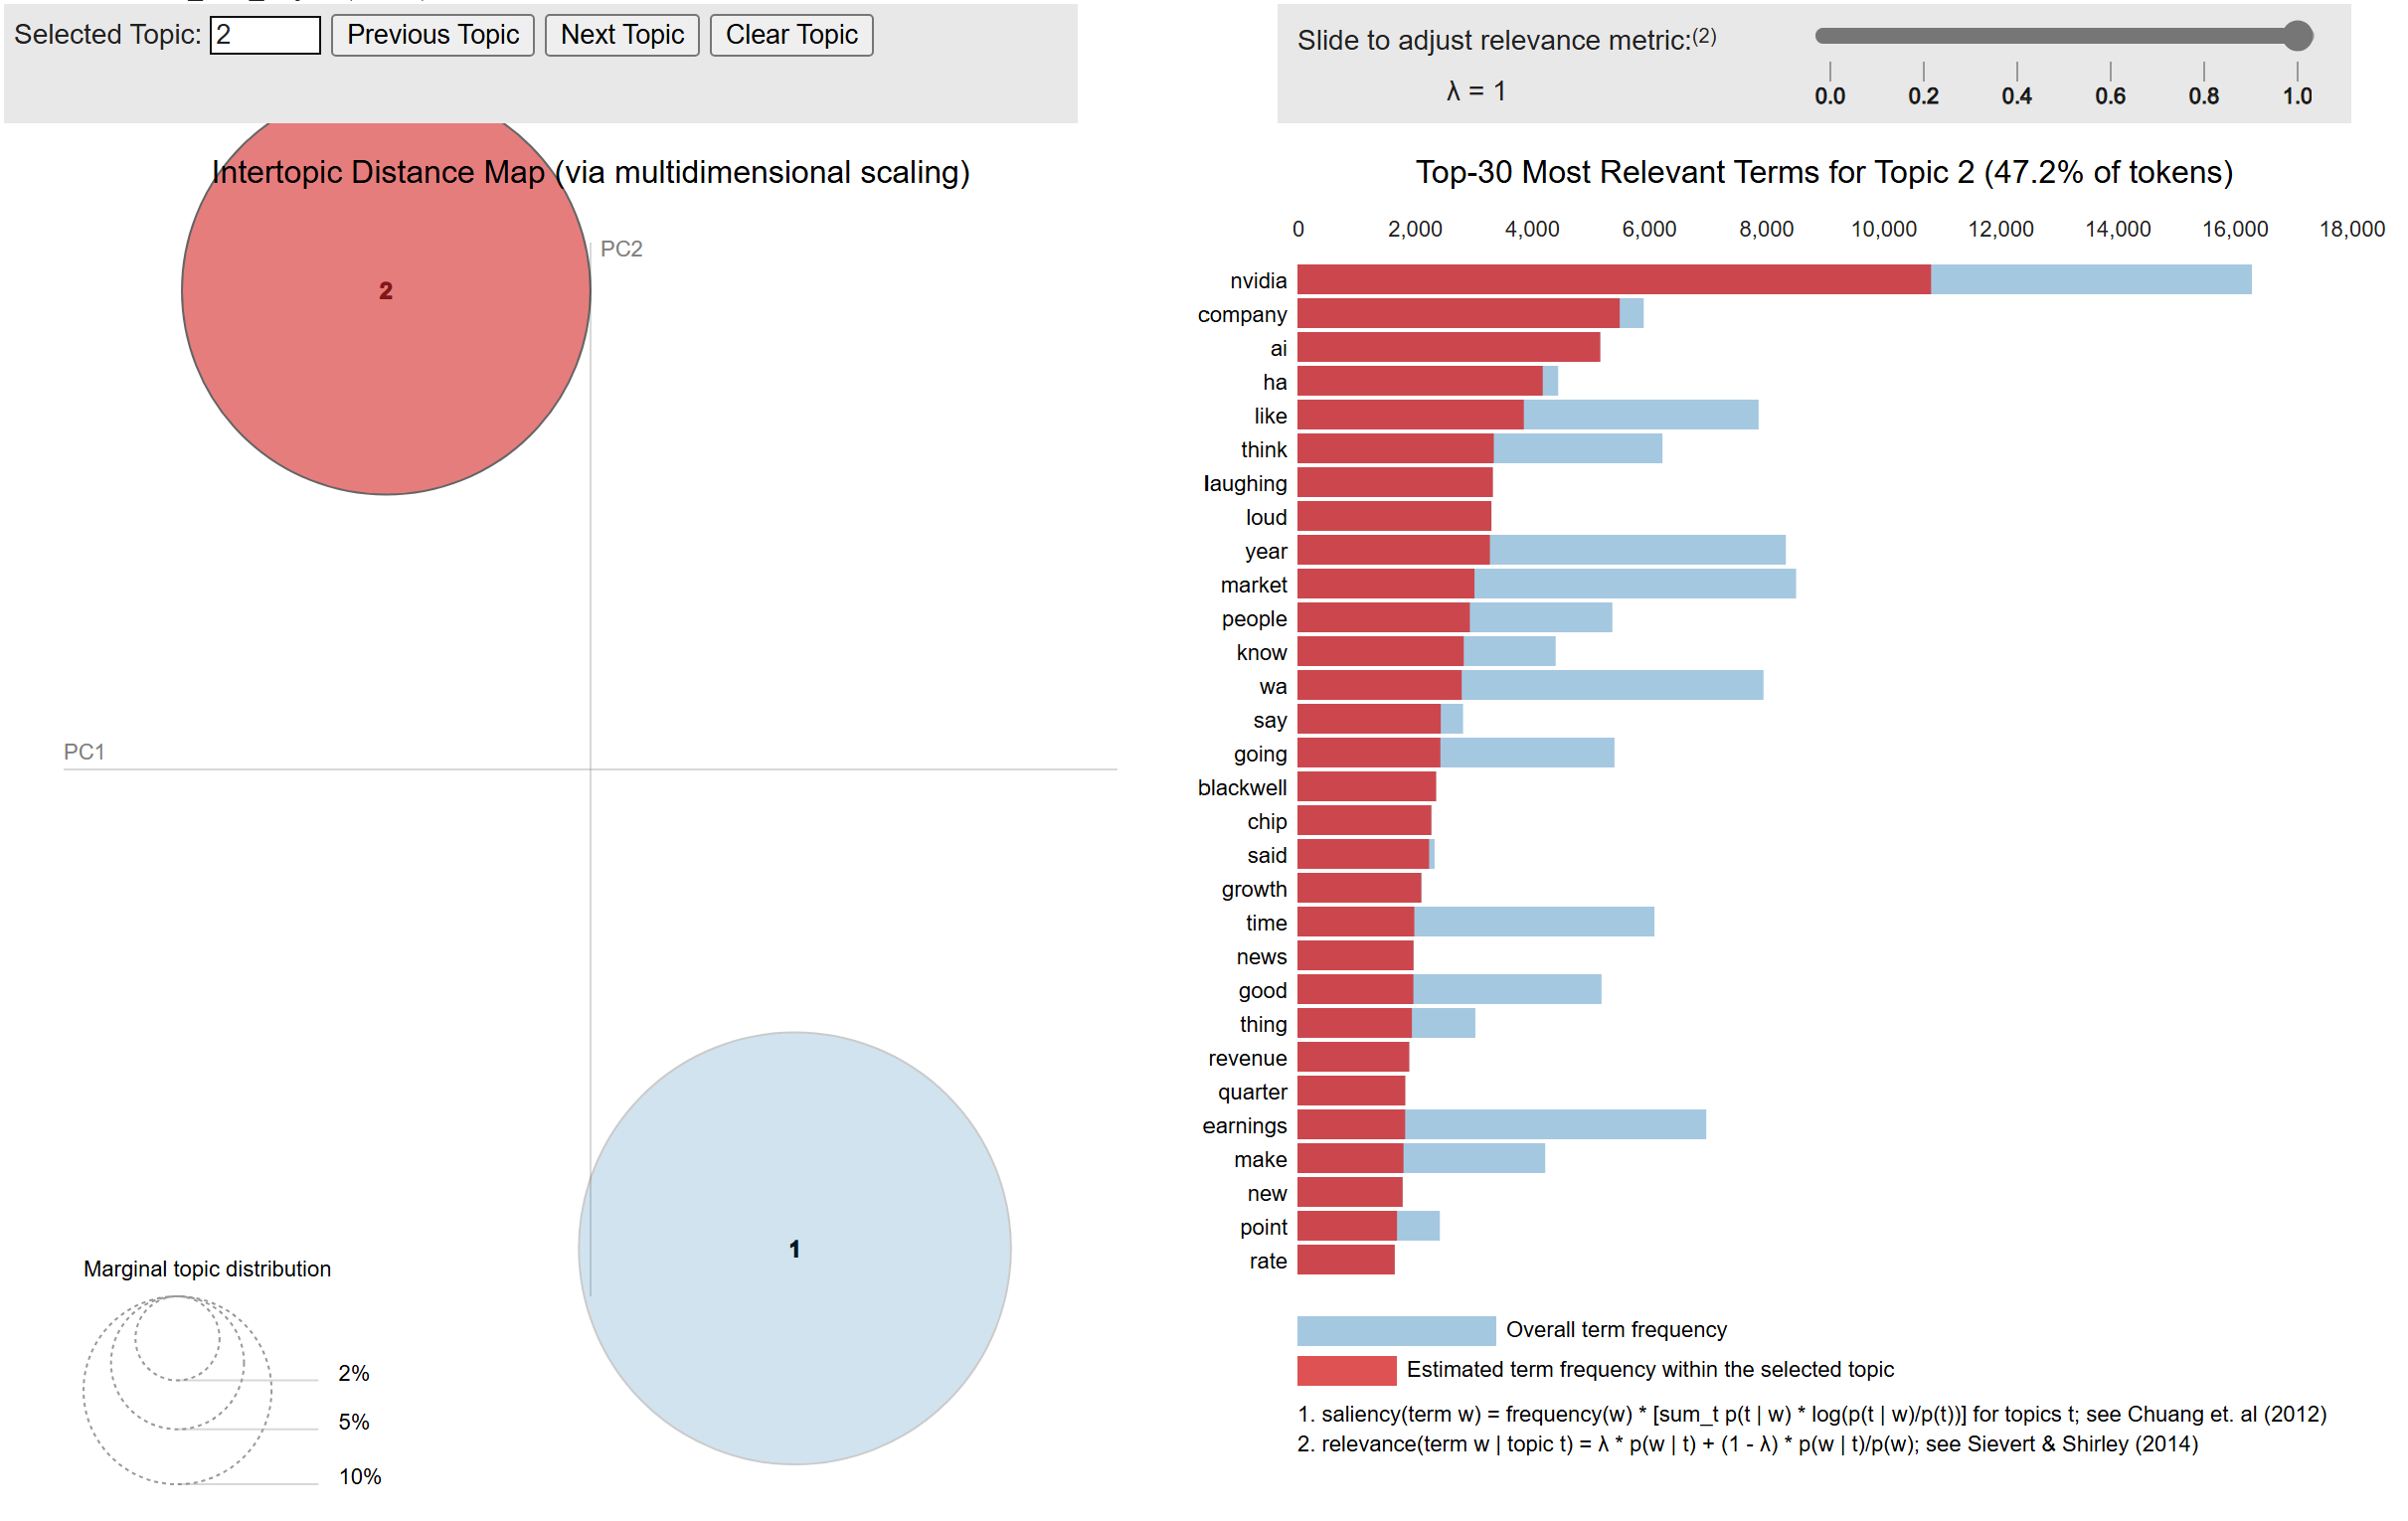 Selected Topic: 2 Previous Topic Next Topic Clear Topic
Slide to adjust relevance metric:(2)
λ = 1
0.0 0.2 0.4 0.6 0.8 1.0
Intertopic Distance Map (via multidimensional scaling)
PC2
2
PC1
1
Marginal topic distribution
2%
5%
10%
Top-30 Most Relevant Terms for Topic 2 (47.2% of tokens)
0 2,000 4,000 6,000 8,000 10,000 12,000 14,000 16,000 18,000
nvidia
company
ai
ha
like
think
laughing
loud
year
market
people
know
wa
say
going
blackwell
chip
said
growth
time
news
good
thing
revenue
quarter
earnings
make
new
point
rate
Overall term frequency
Estimated term frequency within the selected topic
1. saliency(term w) = frequency(w) * [sum_t p(t | w) * log(p(t | w)/p(t))] for topics t; see Chuang et. al (2012)
2. relevance(term w | topic t) = λ * p(w | t) + (1 - λ) * p(w | t)/p(w); see Sievert & Shirley (2014)